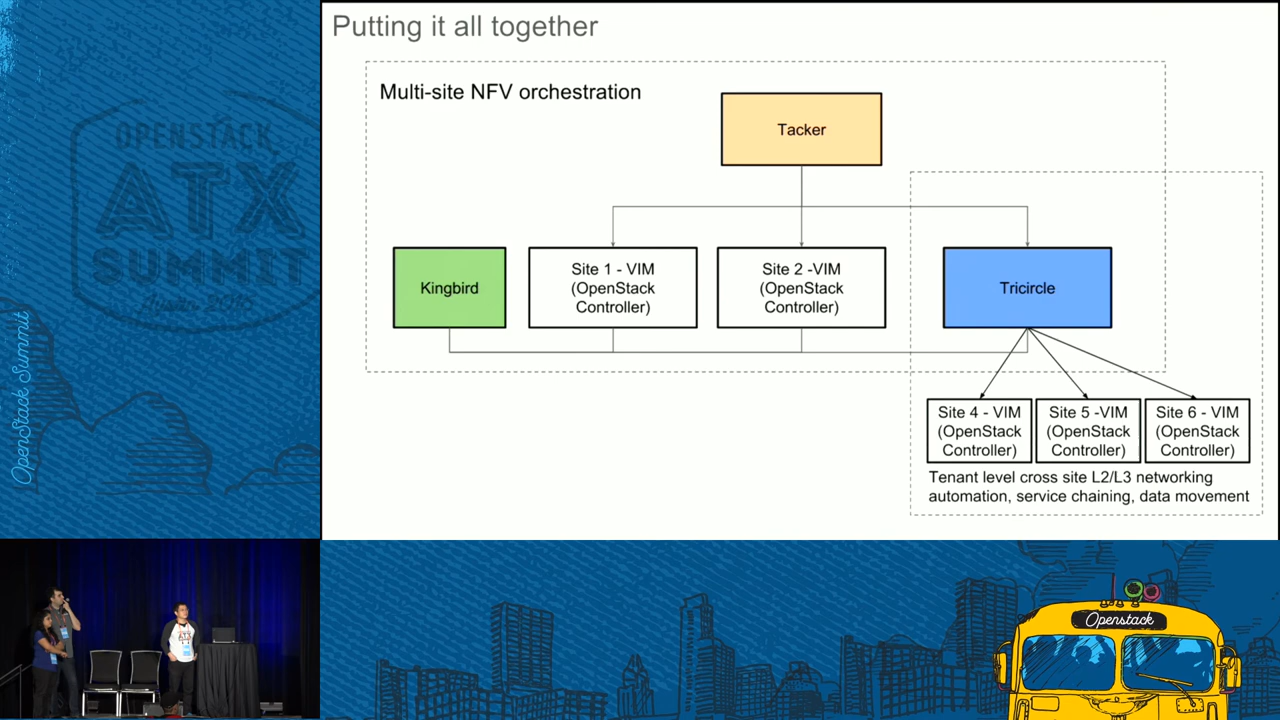 Putting it all together
Multi-site NFV orchestration
Tacker
Kingbird
Site 1 - VIM
(OpenStack
Controller)
Site 2 -VIM
(OpenStack
Controller)
Tricircle
Site 4 - VIM
(OpenStack
Controller)
Site 5 -VIM
(OpenStack
Controller)
Site 6 - VIM
(OpenStack
Controller)
Tenant level cross site L2/L3 networking
automation, service chaining, data movement
OPENSTACK
ATX
SUMMIT
OpenStack Summit
Openstack
ATX